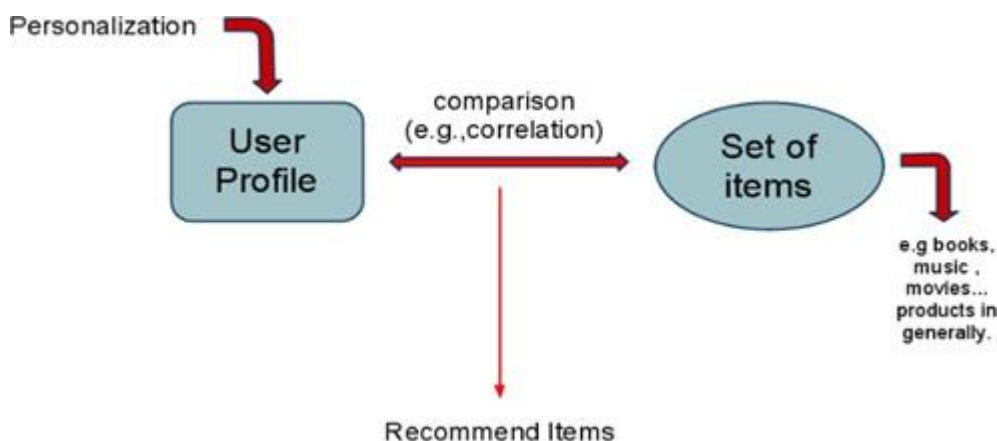 Personalization
User
Profile
comparison
(e.g.,correlation)
Set of
items
e.g books,
music ,
movies...
products in
generally.
Recommend Items